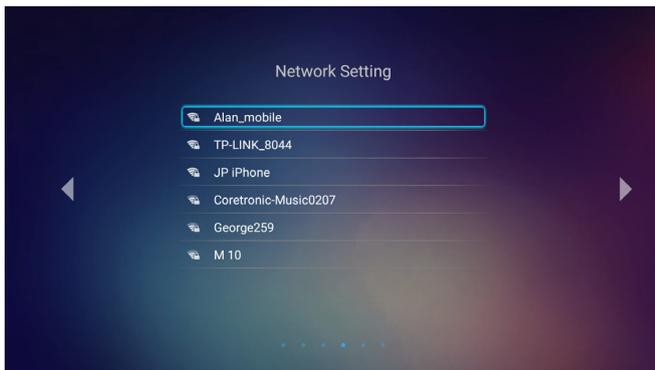 Network Setting
Alan_mobile
TP-LINK_8044
JP iPhone
Coretronic-Music0207
George259
M 10